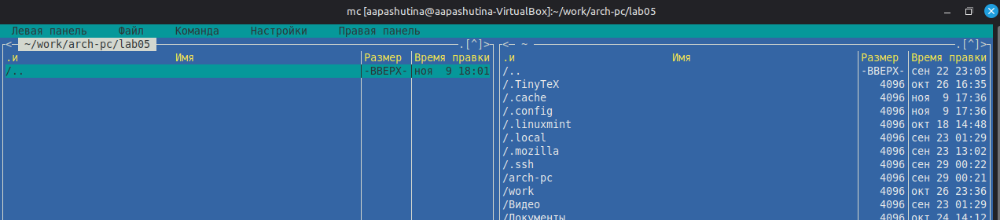 mc [aapashutina@aapashutina-VirtualBox]:~/work/arch-pc/lab05
Левая панель Файл Команда Настройки Правая панель
<─ ~/work/arch-pc/lab05 .[^]>
.и Имя Размер Время правки
/.. -ВВЕРХ- ноя 9 18:01
<─ ~ .[^]>
.и Имя Размер Время правки
/.. -ВВЕРХ- сен 22 23:05
/.TinyTeX 4096 окт 26 16:35
/.cache 4096 ноя 9 17:36
/.config 4096 ноя 9 17:36
/.linuxmint 4096 окт 18 14:48
/.local 4096 сен 23 01:29
/.mozilla 4096 сен 23 13:02
/.ssh 4096 сен 29 00:22
/arch-pc 4096 сен 29 00:21
/work 4096 окт 26 23:36
/Видео 4096 сен 23 01:29
/Документы 4096 окт 24 14:12